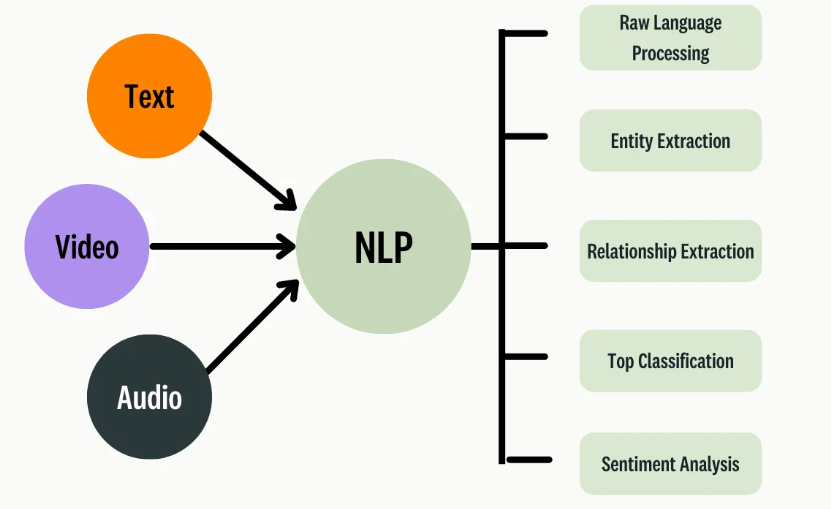 Text
Video
Audio
NLP
Raw Language
Processing
Entity Extraction
Relationship Extraction
Top Classification
Sentiment Analysis